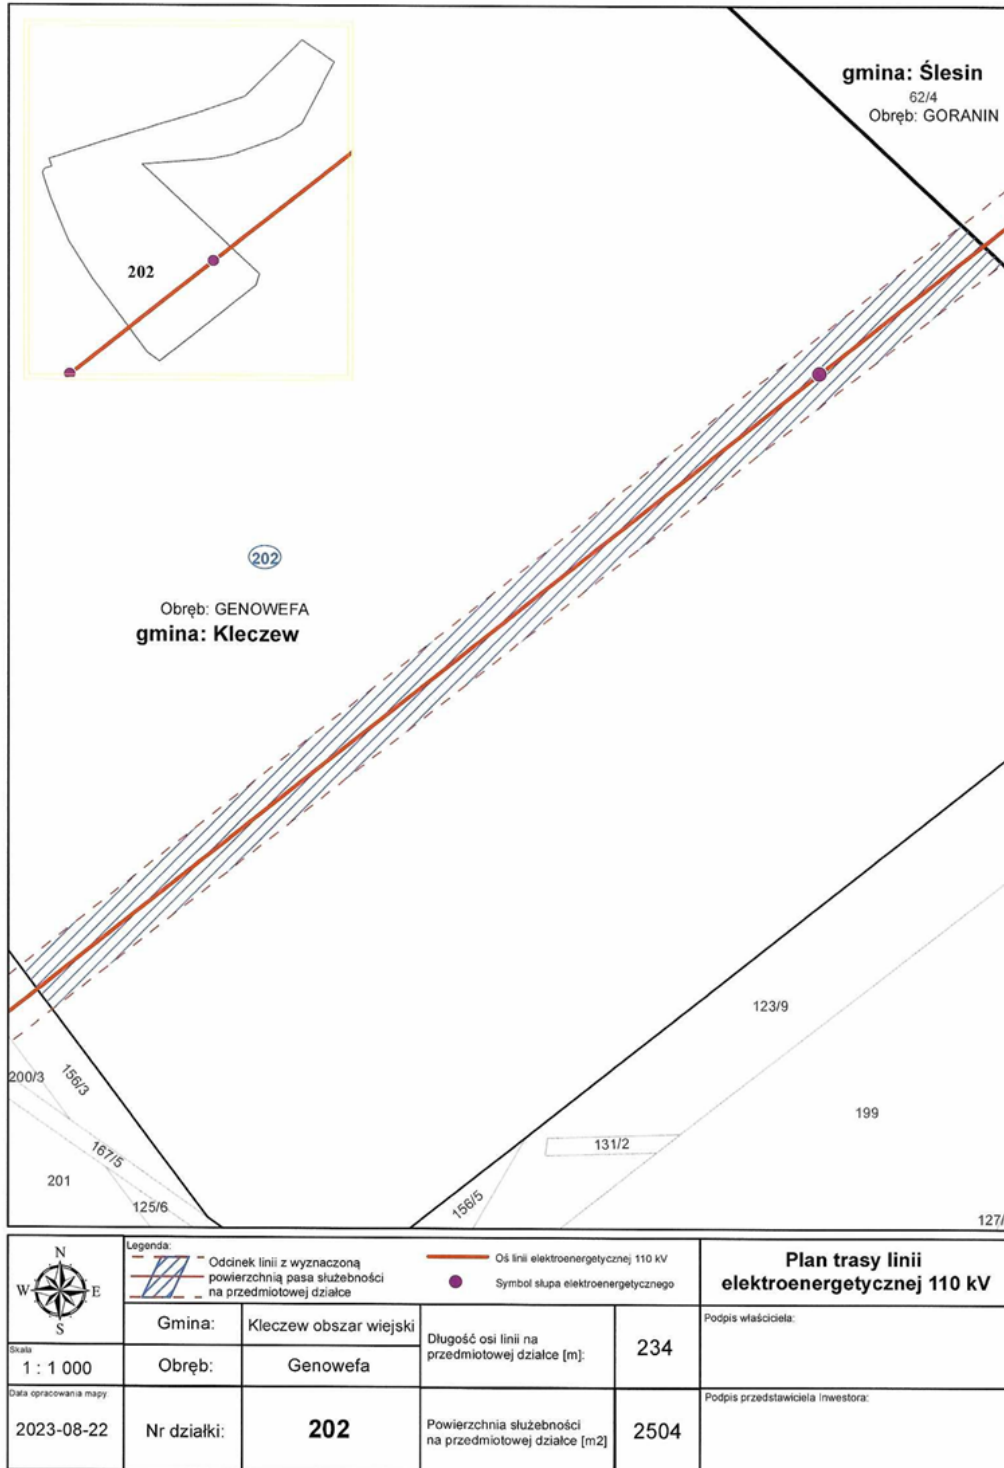 gmina: Ślesin
62/4
Obręb: GORANIN
202
202
Obręb: GENOWEFA
gmina: Kleczew
123/9
200/3
156/3
199
167/5
131/2
201
125/6
156/5
127/
N
W E
S
Legenda:
Odcinek linii z wyznaczoną
powierzchnią pasa służebności
na przedmiotowej działce
Oś linii elektroenergetycznej 110 kV
Symbol słupa elektroenergetycznego
Plan trasy linii
elektroenergetycznej 110 kV
Skala
1 : 1 000
Gmina: Kleczew obszar wiejski
Obręb: Genowefa
Długość osi linii na
przedmiotowej działce [m]:
234
Podpis właściciela:
Data opracowania mapy
2023-08-22
Nr działki: 202
Powierzchnia służebności
na przedmiotowej działce [m2]
2504
Podpis przedstawiciela Inwestora: